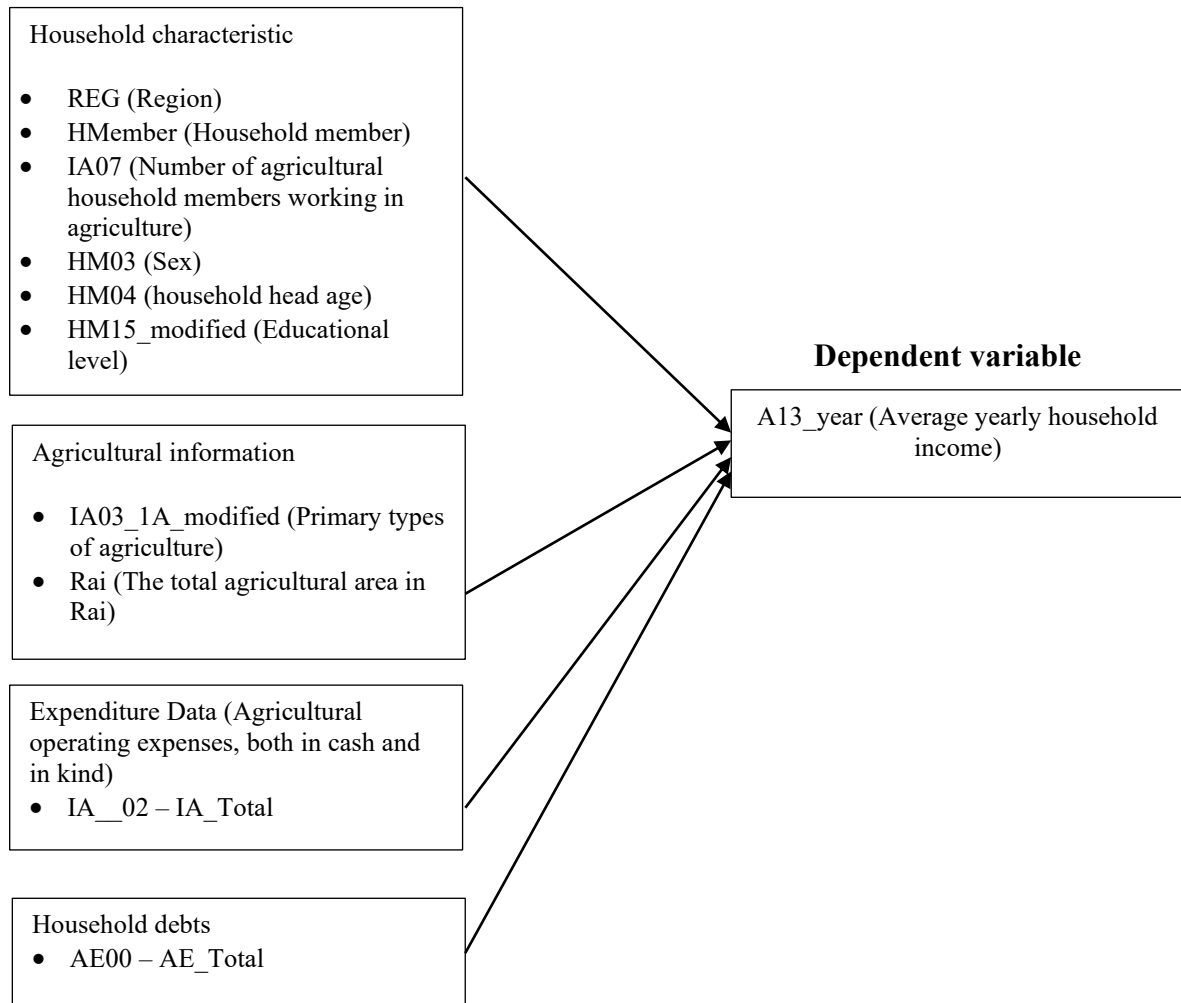 Household characteristic
• REG (Region)
• HMember (Household member)
• IA07 (Number of agricultural
household members working in
agriculture)
• HM03 (Sex)
• HM04 (household head age)
• HM15_modified (Educational
level)
Dependent variable
A13_year (Average yearly household
income)
Agricultural information
• IA03_1A_modified (Primary types
of agriculture)
• Rai (The total agricultural area in
Rai)
Expenditure Data (Agricultural
operating expenses, both in cash and
in kind)
• IA__02 – IA_Total
Household debts
• AE00 – AE_Total